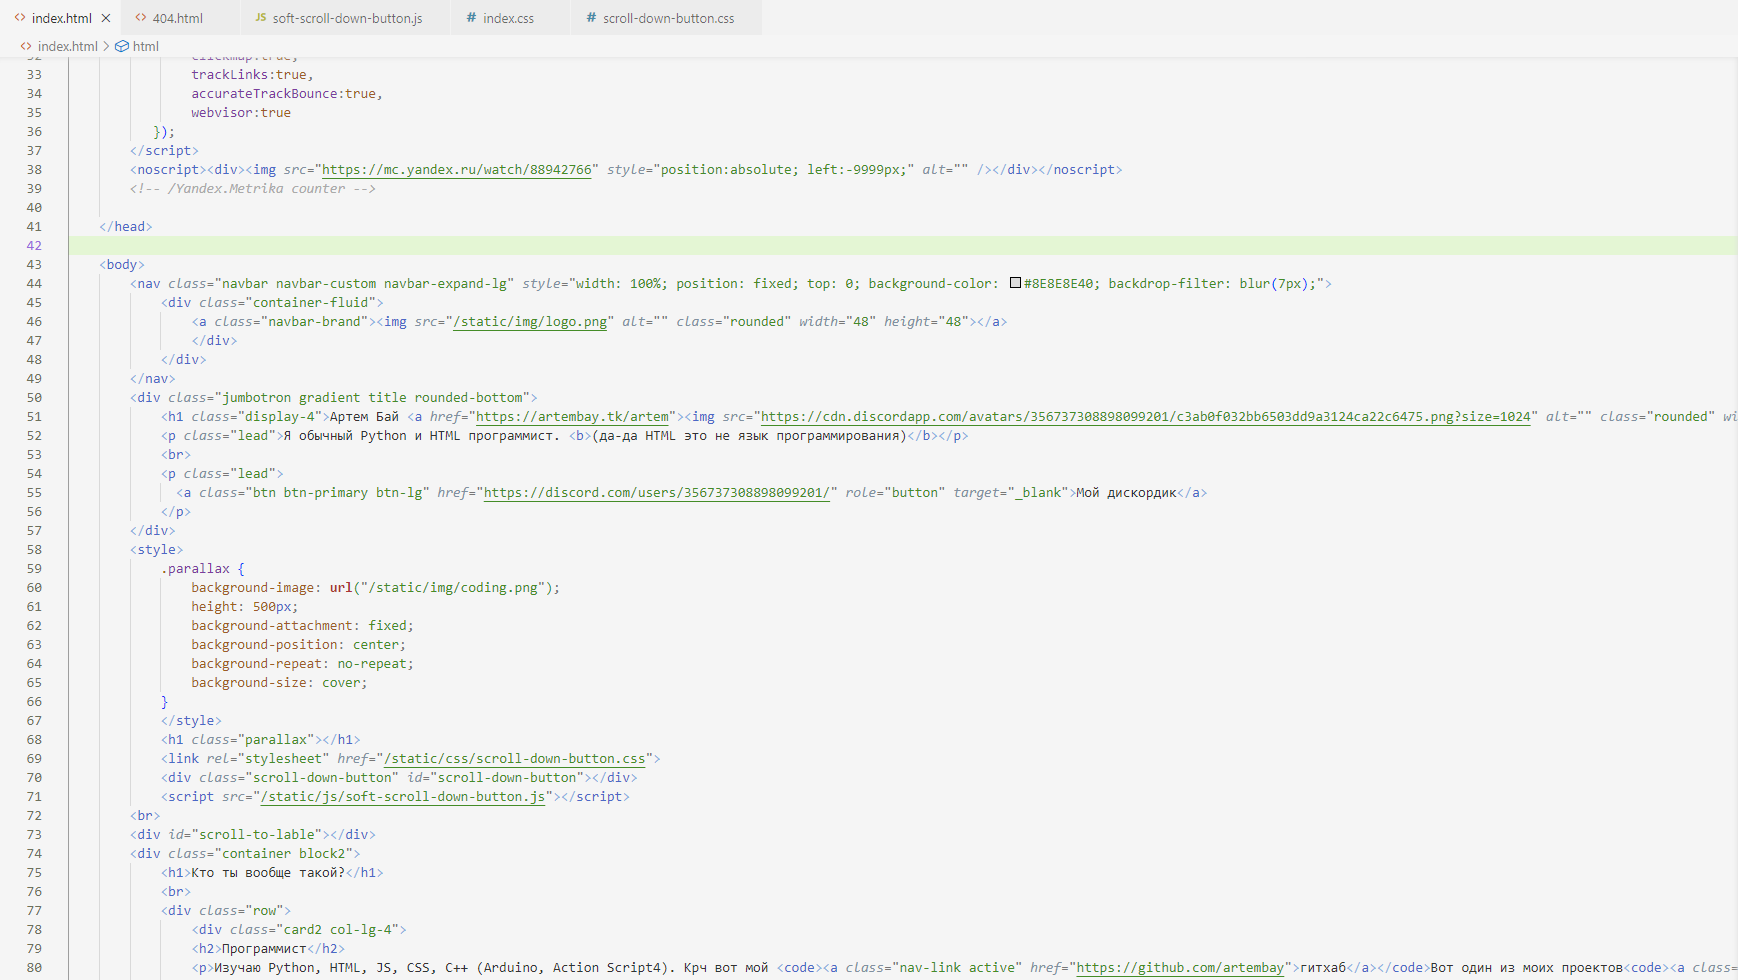 index.html
404.html
JS soft-scroll-down-button.js
# index.css
# scroll-down-button.css
index.html > html
32 clickmap:true,
33 trackLinks:true,
34 accurateTrackBounce:true,
35 webvisor:true
36 });
37 </script>
38 <noscript><div><img src="https://mc.yandex.ru/watch/88942766" style="position:absolute; left:-9999px;" alt="" /></div></noscript>
39 <!-- /Yandex.Metrika counter -->
40
41 </head>
42
43 <body>
44 <nav class="navbar navbar-custom navbar-expand-lg" style="width: 100%; position: fixed; top: 0; background-color: #8E8E8E40; backdrop-filter: blur(7px);">
45 <div class="container-fluid">
46 <a class="navbar-brand"><img src="/static/img/logo.png" alt="" class="rounded" width="48" height="48"></a>
47 </div>
48 </div>
49 </nav>
50 <div class="jumbotron gradient title rounded-bottom">
51 <h1 class="display-4">Артем Бай <a href="https://artembay.tk/artem"><img src="https://cdn.discordapp.com/avatars/356737308898099201/c3ab0f032bb6503dd9a3124ca22c6475.png?size=1024" alt="" class="rounded" wi
52 <p class="lead">Я обычный Python и HTML программист. <b>(да-да HTML это не язык программирования)</b></p>
53 <br>
54 <p class="lead">
55 <a class="btn btn-primary btn-lg" href="https://discord.com/users/356737308898099201/" role="button" target="_blank">Мой дискордик</a>
56 </p>
57 </div>
58 <style>
59 .parallax {
60 background-image: url("/static/img/coding.png");
61 height: 500px;
62 background-attachment: fixed;
63 background-position: center;
64 background-repeat: no-repeat;
65 background-size: cover;
66 }
67 </style>
68 <h1 class="parallax"></h1>
69 <link rel="stylesheet" href="/static/css/scroll-down-button.css">
70 <div class="scroll-down-button" id="scroll-down-button"></div>
71 <script src="/static/js/soft-scroll-down-button.js"></script>
72 <br>
73 <div id="scroll-to-lable"></div>
74 <div class="container block2">
75 <h1>Кто ты вообще такой?</h1>
76 <br>
77 <div class="row">
78 <div class="card2 col-lg-4">
79 <h2>Программист</h2>
80 <p>Изучаю Python, HTML, JS, CSS, C++ (Arduino, Action Script4). Крч вот мой <code><a class="nav-link active" href="https://github.com/artembay">гитхаб</a></code>Вот один из моих проектов<code><a class=